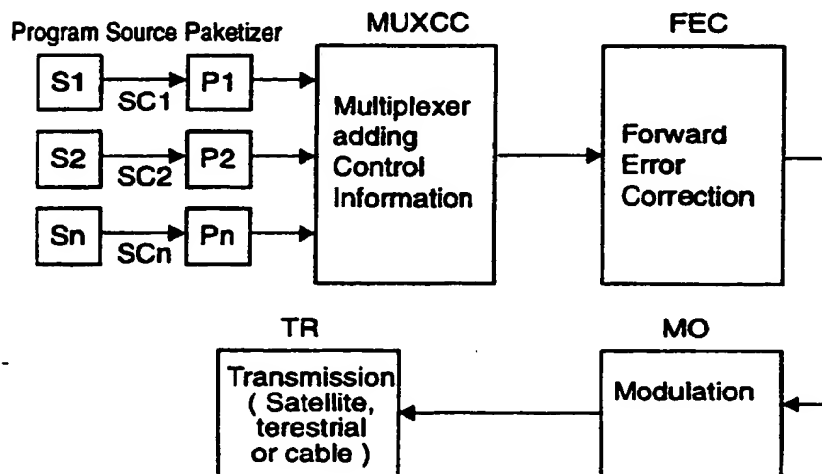 Program Source Paketizer
MUXCC
FEC
S1
SC1
P1
S2
SC2
P2
Sn
SCn
Pn
Multiplexer
adding
Control
Information
Forward
Error
Correction
TR
MO
Transmission
( Satellite,
terestrial
or cable )
Modulation